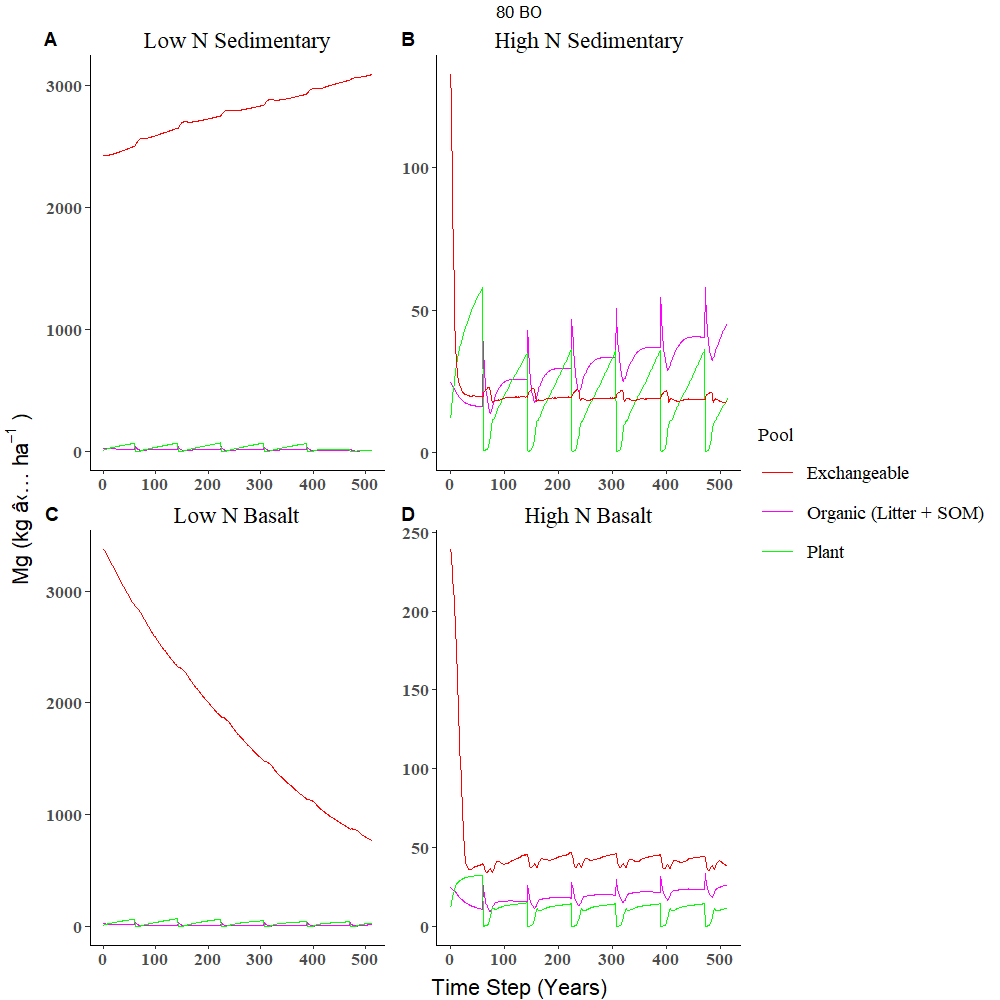 80 BO
A Low N Sedimentary
B High N Sedimentary
3000
2000
1000
0
100
50
0
0 100 200 300 400 500
0 100 200 300 400 500
C Low N Basalt
D High N Basalt
3000
2000
1000
0
250
200
150
100
50
0
0 100 200 300 400 500
0 100 200 300 400 500
Mg (kg â‹… ha⁻¹ )
Time Step (Years)
Pool
Exchangeable
Organic (Litter + SOM)
Plant